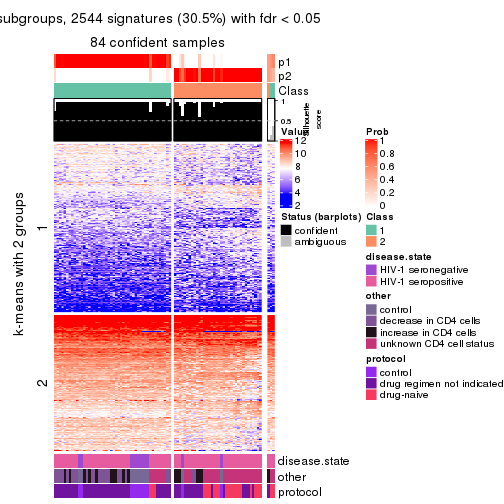 subgroups, 2544 signatures (30.5%) with fdr < 0.05
84 confident samples
p1
p2
Class
1
0.5
silhouette
score
k-means with 2 groups
1
2
Value
12
10
8
6
4
2
Prob
1
0.8
0.6
0.4
0.2
0
Status (barplots)
confident
ambiguous
Class
1
2
disease.state
HIV-1 seronegative
HIV-1 seropositive
other
control
decrease in CD4 cells
increase in CD4 cells
unknown CD4 cell status
protocol
control
drug regimen not indicated
drug-naive
disease.state
other
protocol